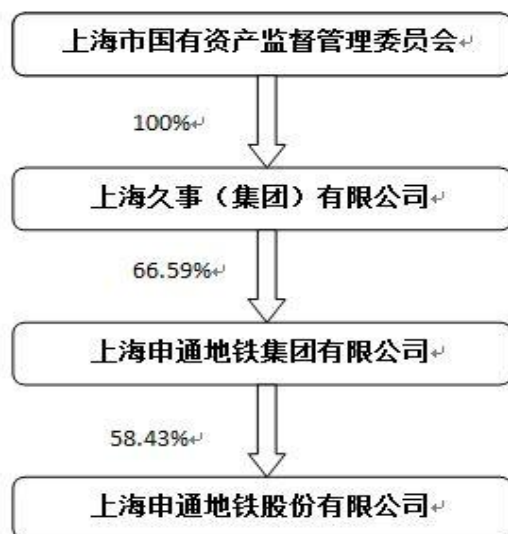 上海市国有资产监督管理委员会↵
100%↵
上海久事（集团）有限公司↵
66.59%↵
上海申通地铁集团有限公司↵
58.43%↵
上海申通地铁股份有限公司↵